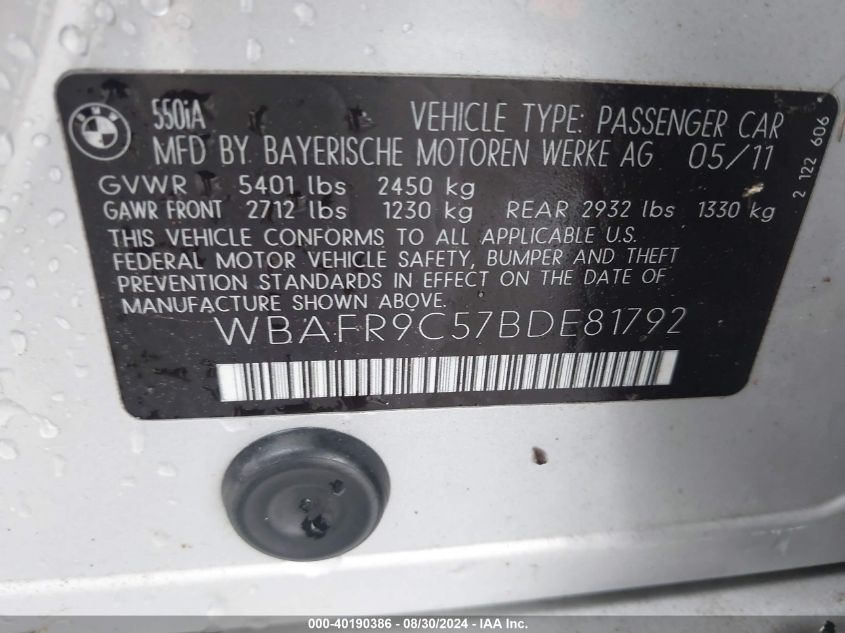 BMW
550iA VEHICLE TYPE: PASSENGER CAR
MFD BY BAYERISCHE MOTOREN WERKE AG 05/11
GVWR 5401 lbs 2450 kg
GAWR FRONT 2712 lbs 1230 kg REAR 2932 lbs 1330 kg
THIS VEHICLE CONFORMS TO ALL APPLICABLE U.S.
FEDERAL MOTOR VEHICLE SAFETY, BUMPER AND THEFT
PREVENTION STANDARDS IN EFFECT ON THE DATE OF
MANUFACTURE SHOWN ABOVE.
WBAFR9C57BDE81792
2 122 606
000-40190386 - 08/30/2024 - IAA Inc.